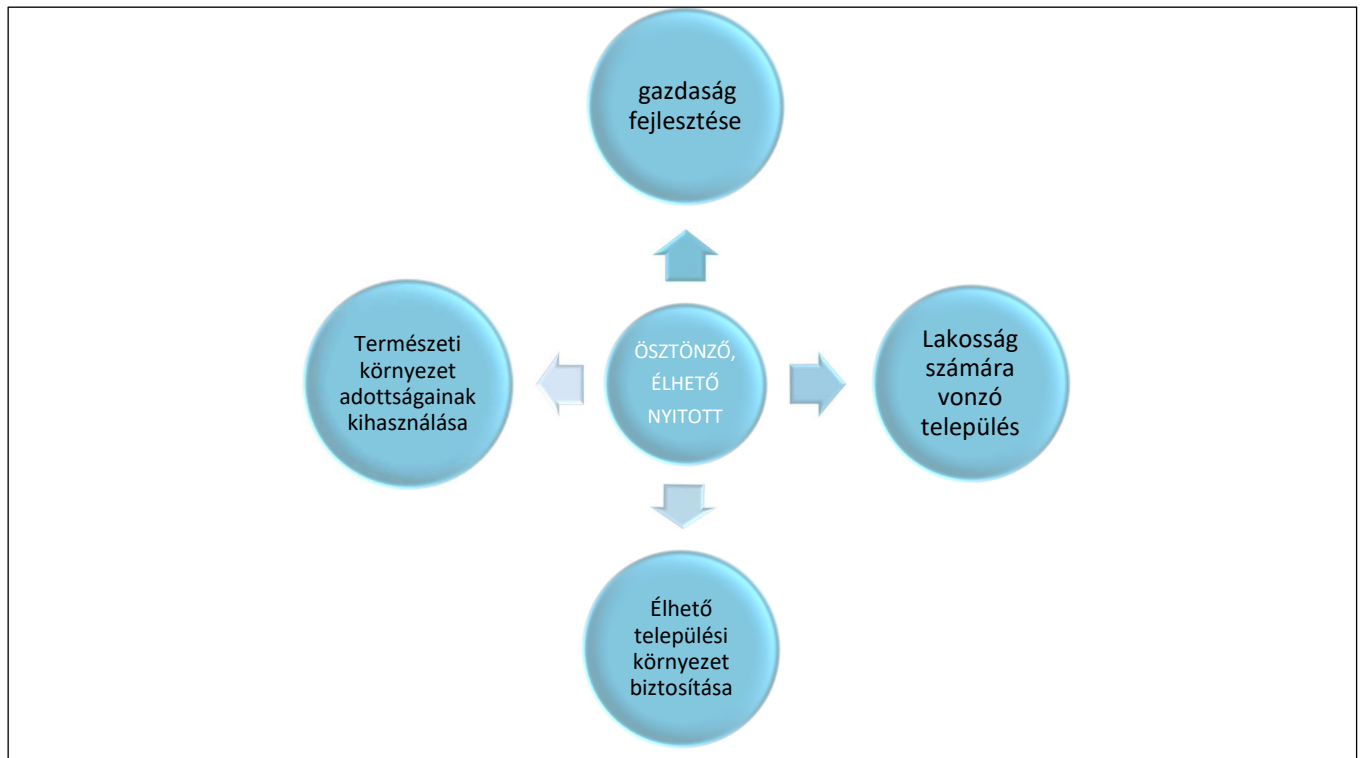 gazdaság
fejlesztése
Természeti
környezet
adottságainak
kihasználása
ÖSZTÖNZŐ,
ÉLHETŐ
NYITOTT
Lakosság
számára
vonzó
település
Élhető
települési
környezet
biztosítása